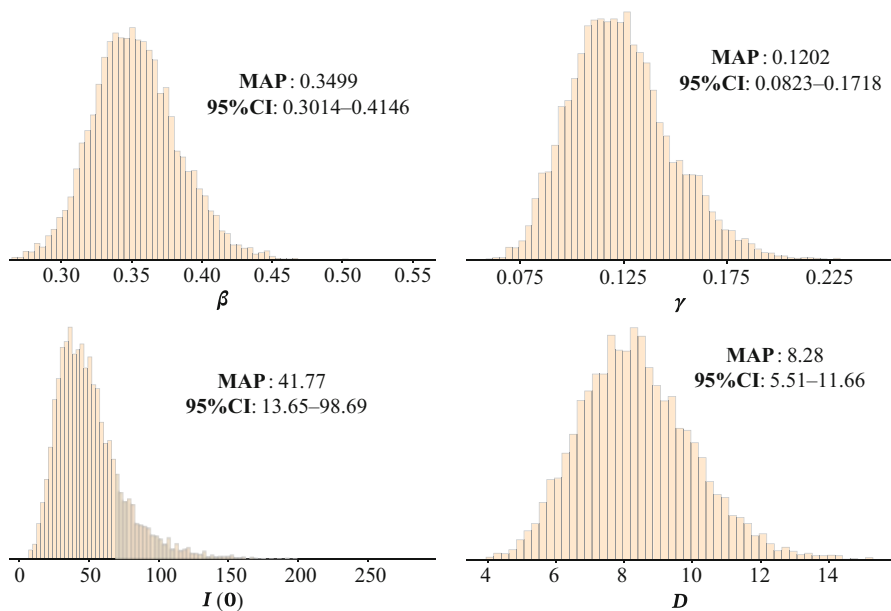 MAP : 0.3499
95%CI: 0.3014–0.4146
0.30 0.35 0.40 0.45 0.50 0.55
β
MAP : 0.1202
95%CI: 0.0823–0.1718
0.075 0.125 0.175 0.225
γ
MAP : 41.77
95%CI: 13.65–98.69
0 50 100 150 200 250
I (0)
MAP : 8.28
95%CI: 5.51–11.66
4 6 8 10 12 14
D